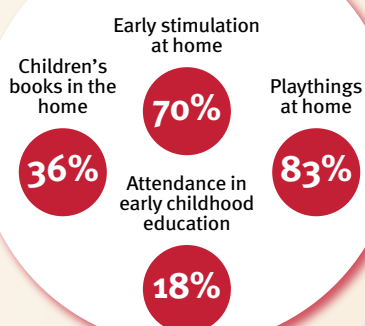 Early stimulation
at home
70%
Children's
books in the
home
36%
Playthings
at home
83%
Attendance in
early childhood
education
18%